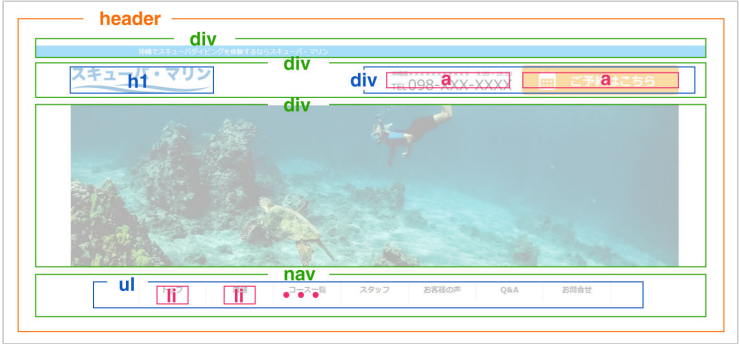 header
div
沖縄でスキューバダイビングを体験するならスキューバ・マリン
div
スキューバ・マリン
h1
div
TEL 098-XXX-XXXX
a
ご予約はこちら
a
div
nav
ul
トップ
li
li
コース一覧
スタッフ
お客様の声
Q&A
お問合せ